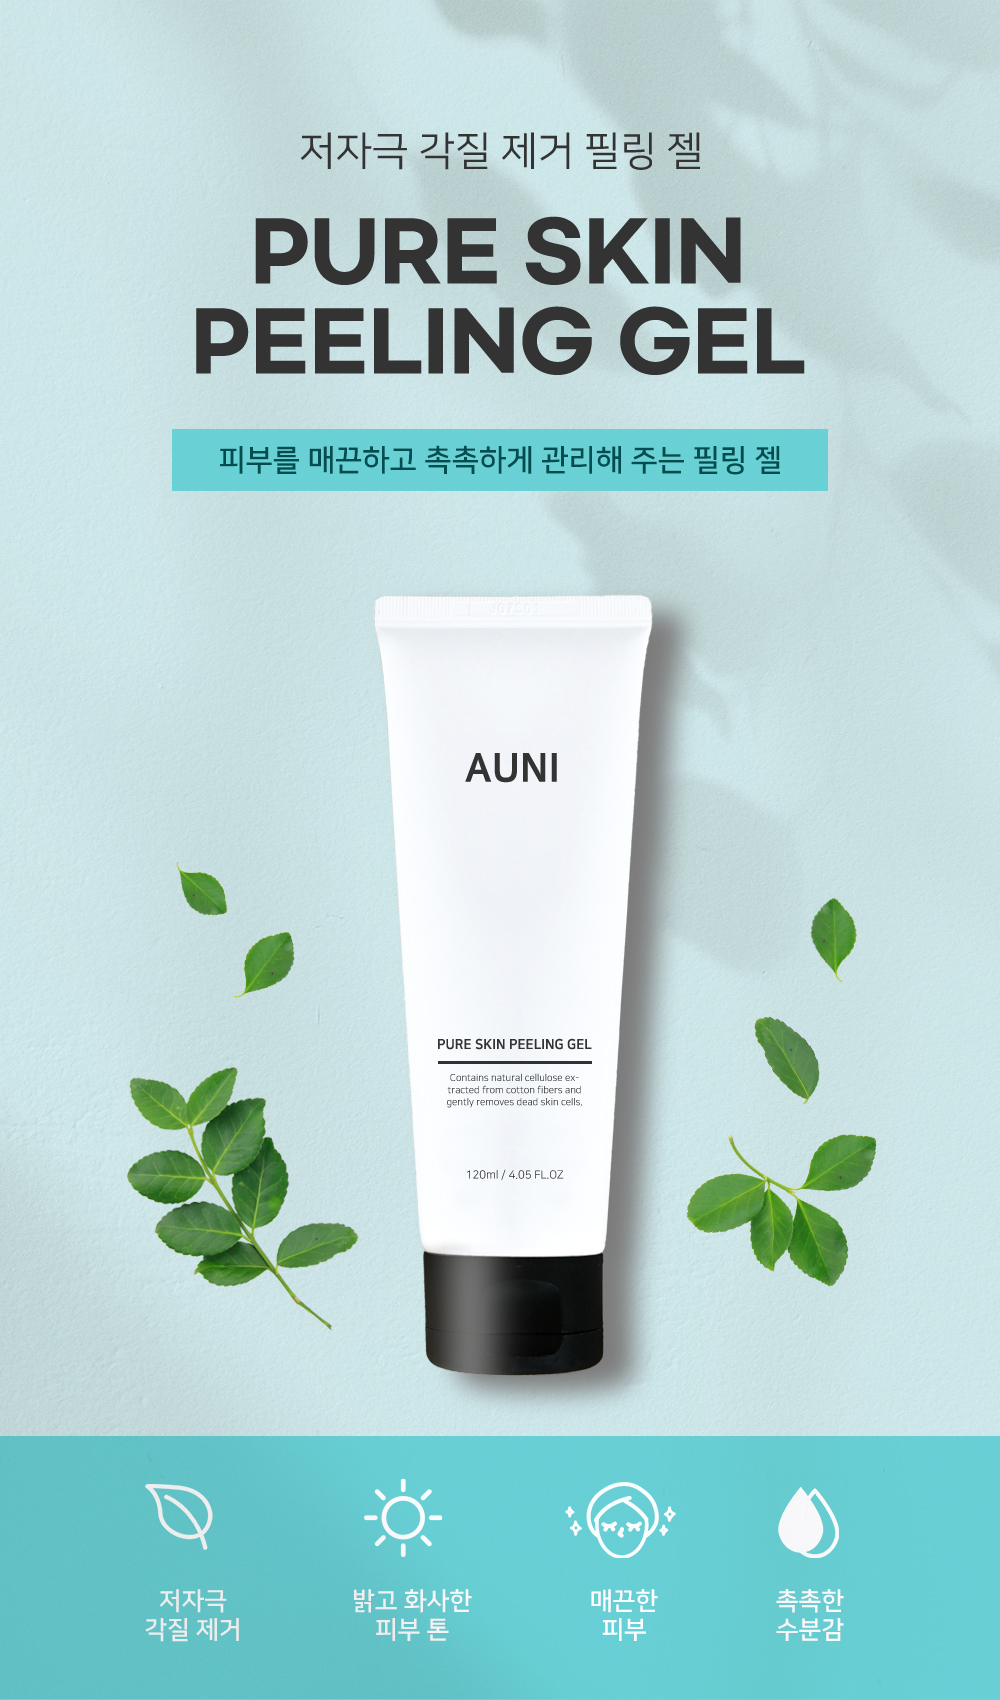 저자극 각질 제거 필링 젤
PURE SKIN
PEELING GEL
피부를 매끈하고 촉촉하게 관리해 주는 필링 젤
AUNI
PURE SKIN PEELING GEL
Contains natural cellulose ex-
tracted from cotton fibers and
gently removes dead skin cells.
120ml / 4.05 FL.OZ
저자극
각질 제거
밝고 화사한
피부 톤
매끈한
피부
촉촉한
수분감